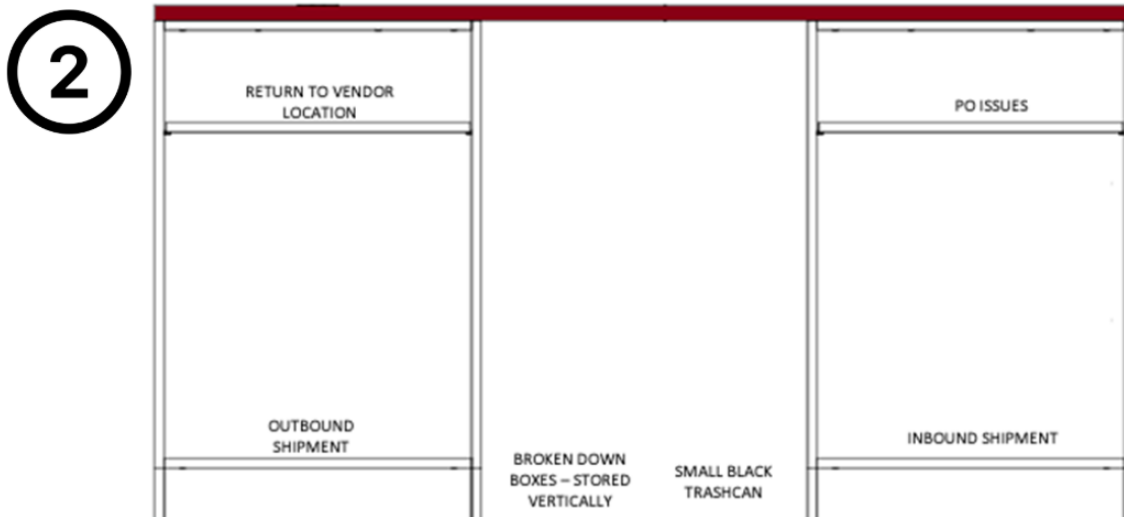 2
RETURN TO VENDOR
LOCATION
PO ISSUES
OUTBOUND
SHIPMENT
INBOUND SHIPMENT
BROKEN DOWN
BOXES – STORED
VERTICALLY
SMALL BLACK
TRASHCAN